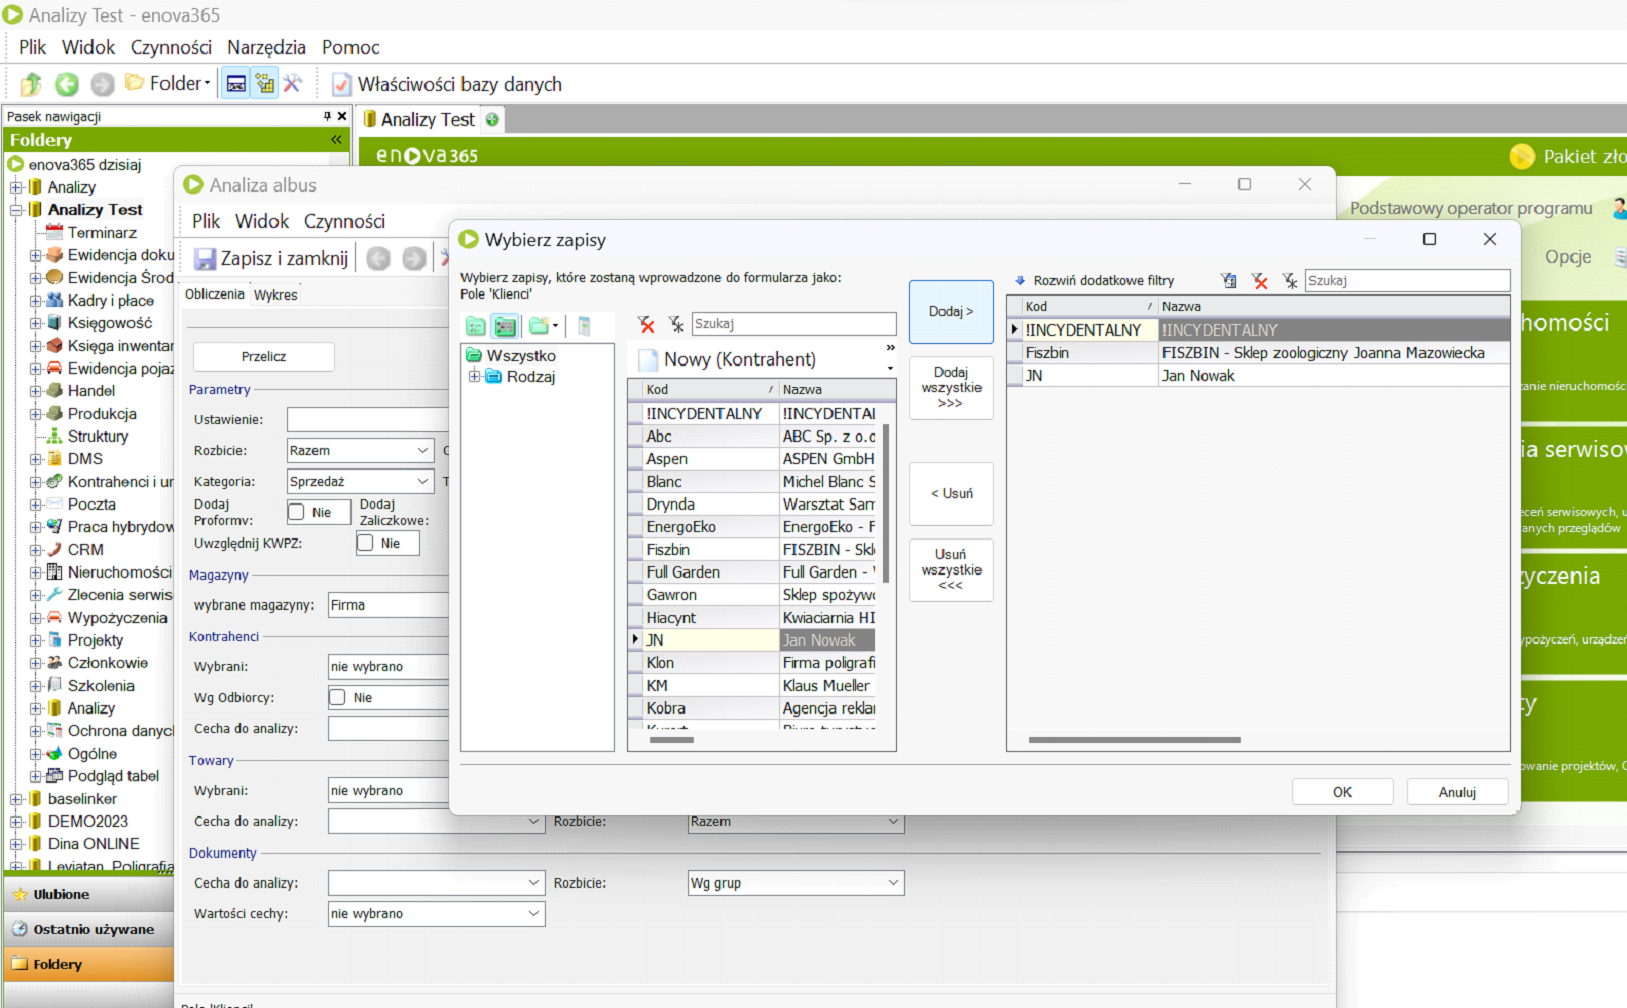 Analizy Test - enova365
Plik Widok Czynności Narzędzia Pomoc
Folder Właściwości bazy danych
Pasek nawigacji
Foldery «
enova365 dzisiaj
Analizy
Analizy Test
Terminarz
Ewidencja doku
Ewidencja Środ
Kadry i płace
Księgowość
Księga inwentar
Ewidencja pojaz
Handel
Produkcja
Struktury
DMS
Kontrahenci i ur
Poczta
Praca hybrydow
CRM
Nieruchomości
Zlecenia serwis
Wypożyczenia
Projekty
Członkowie
Szkolenia
Analizy
Ochrona danyc
Ogólne
Podgląd tabel
baselinker
DEMO2023
Dina ONLINE
Leviatan Poligrafia
Ulubione
Ostatnio używane
Foldery
Analizy Test
enova365
Pakiet zło
Podstawowy operator programu
Opcje
homości
zanie nieruchomośc
ia serwisow
eceń serwisowych, u
anych przeglądów
yczenia
ypożyczeń, urządzeń
ty
owanie projektów, G
Analiza albus
Plik Widok Czynności
Zapisz i zamknij
Obliczenia Wykres
Przelicz
Parametry
Ustawienie:
Rozbicie: Razem
Kategoria: Sprzedaż
Dodaj Proformy: Nie Dodaj Zaliczkowe:
Uwzględnij KWPZ: Nie
Magazyny
wybrane magazyny: Firma
Kontrahenci
Wybrani: nie wybrano
Wg Odbiorcy: Nie
Cecha do analizy:
Towary
Wybrani: nie wybrano
Cecha do analizy: Rozbicie: Razem
Dokumenty
Cecha do analizy: Rozbicie: Wg grup
Wartości cechy: nie wybrano
Pole 'Klienci'
Wybierz zapisy
Wybierz zapisy, które zostaną wprowadzone do formularza jako:
Pole 'Klienci'
Szukaj
Wszystko
Rodzaj
Nowy (Kontrahent) »
Kod / Nazwa
!INCYDENTALNY !INCYDENTAL
Abc ABC Sp. z o.o
Aspen ASPEN GmbH
Blanc Michel Blanc S
Drynda Warsztat Sam
EnergoEko EnergoEko - F
Fiszbin FISZBIN - Skl
Full Garden Full Garden -
Gawron Sklep spożyw
Hiacynt Kwiaciarnia HI
JN Jan Nowak
Klon Firma poligrafi
KM Klaus Mueller
Kobra Agencja rekla
Dodaj >
Dodaj
wszystkie
>>>
< Usuń
Usuń
wszystkie
<<<
Rozwiń dodatkowe filtry Szukaj
Kod / Nazwa
!INCYDENTALNY !INCYDENTALNY
Fiszbin FISZBIN - Sklep zoologiczny Joanna Mazowiecka
JN Jan Nowak
OK Anuluj